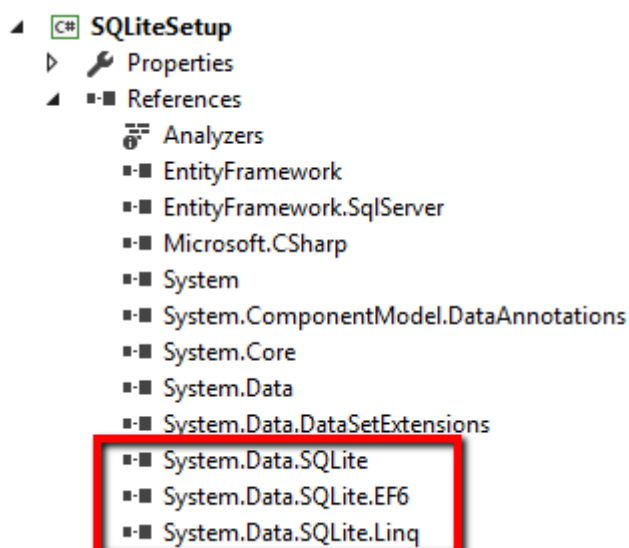 C# SQLiteSetup
Properties
References
Analyzers
EntityFramework
EntityFramework.SqlServer
Microsoft.CSharp
System
System.ComponentModel.DataAnnotations
System.Core
System.Data
System.Data.DataSetExtensions
System.Data.SQLite
System.Data.SQLite.EF6
System.Data.SQLite.Linq